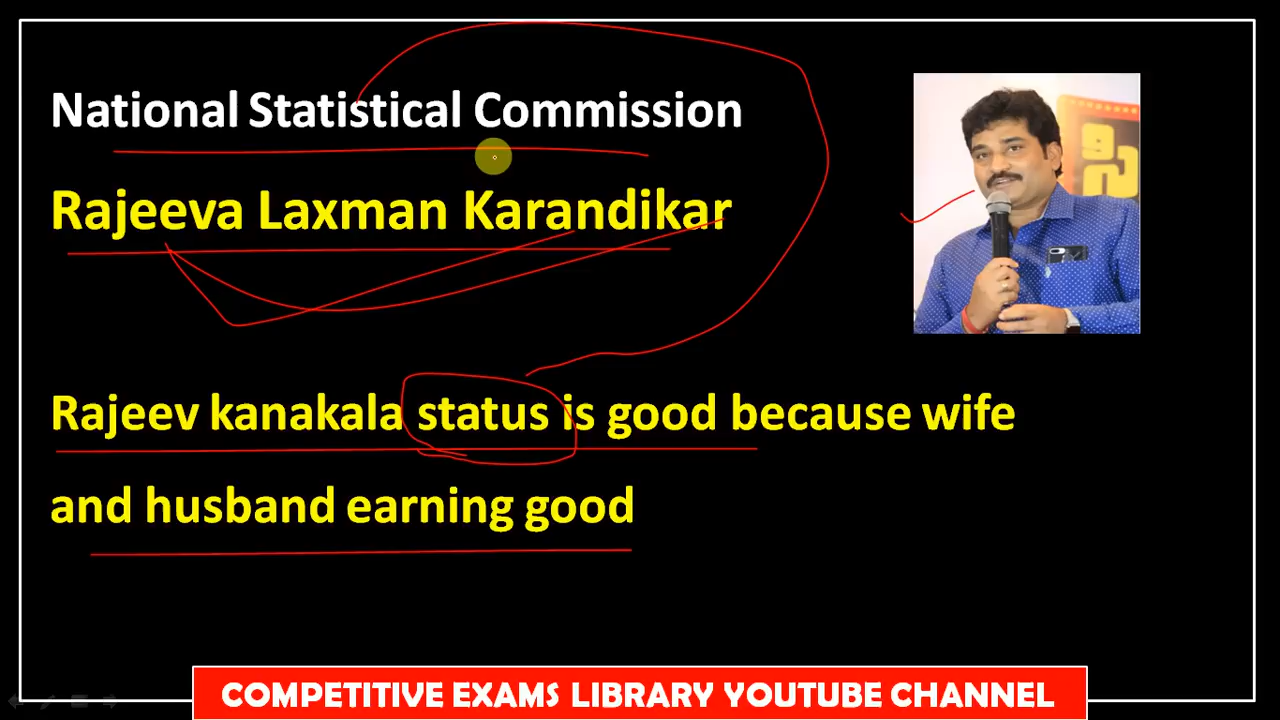 National Statistical Commission
Rajeeva Laxman Karandikar
సి
Rajeev kanakala status is good because wife
and husband earning good
COMPETITIVE EXAMS LIBRARY YOUTUBE CHANNEL